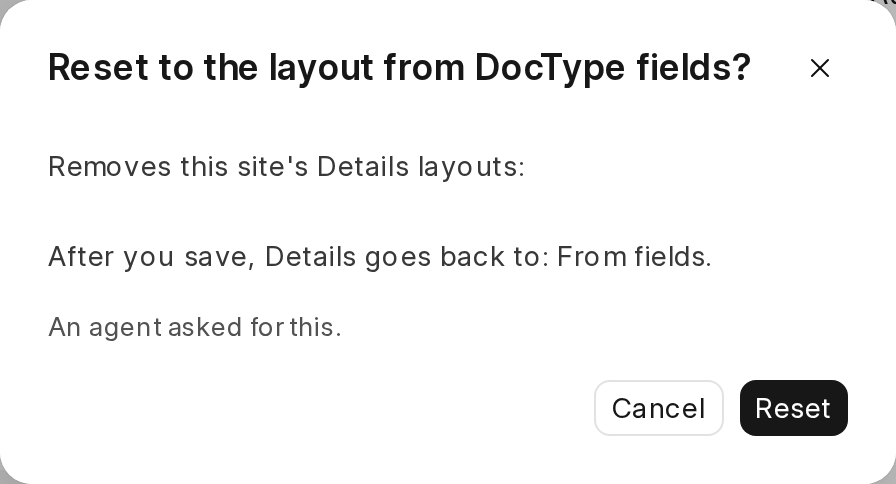 Reset to the layout from DocType fields?
Removes this site's Details layouts:
After you save, Details goes back to: From fields.
An agent asked for this.
Cancel
Reset